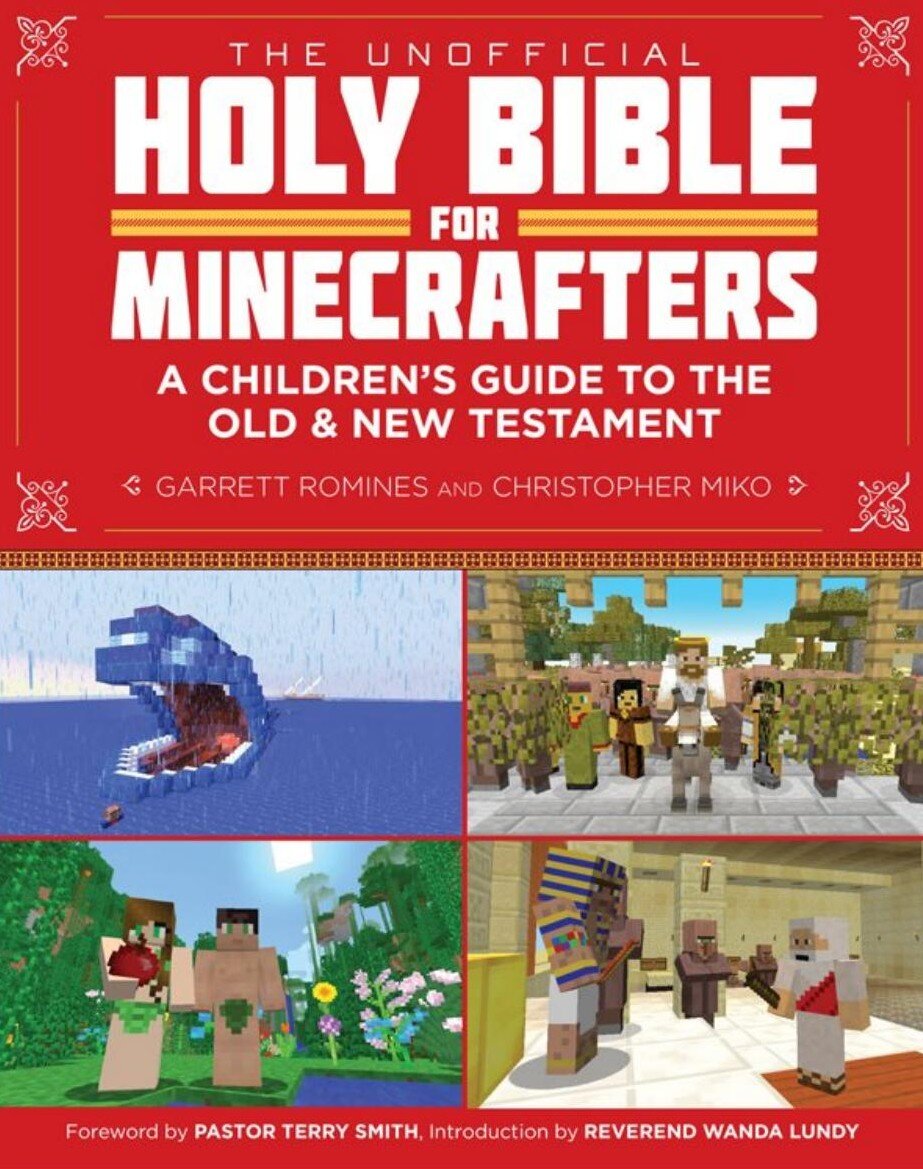 THE UNOFFICIAL
HOLY BIBLE
FOR
MINECRAFTERS
A CHILDREN'S GUIDE TO THE
OLD & NEW TESTAMENT
GARRETT ROMINES AND CHRISTOPHER MIKO
Foreword by PASTOR TERRY SMITH, Introduction by REVEREND WANDA LUNDY